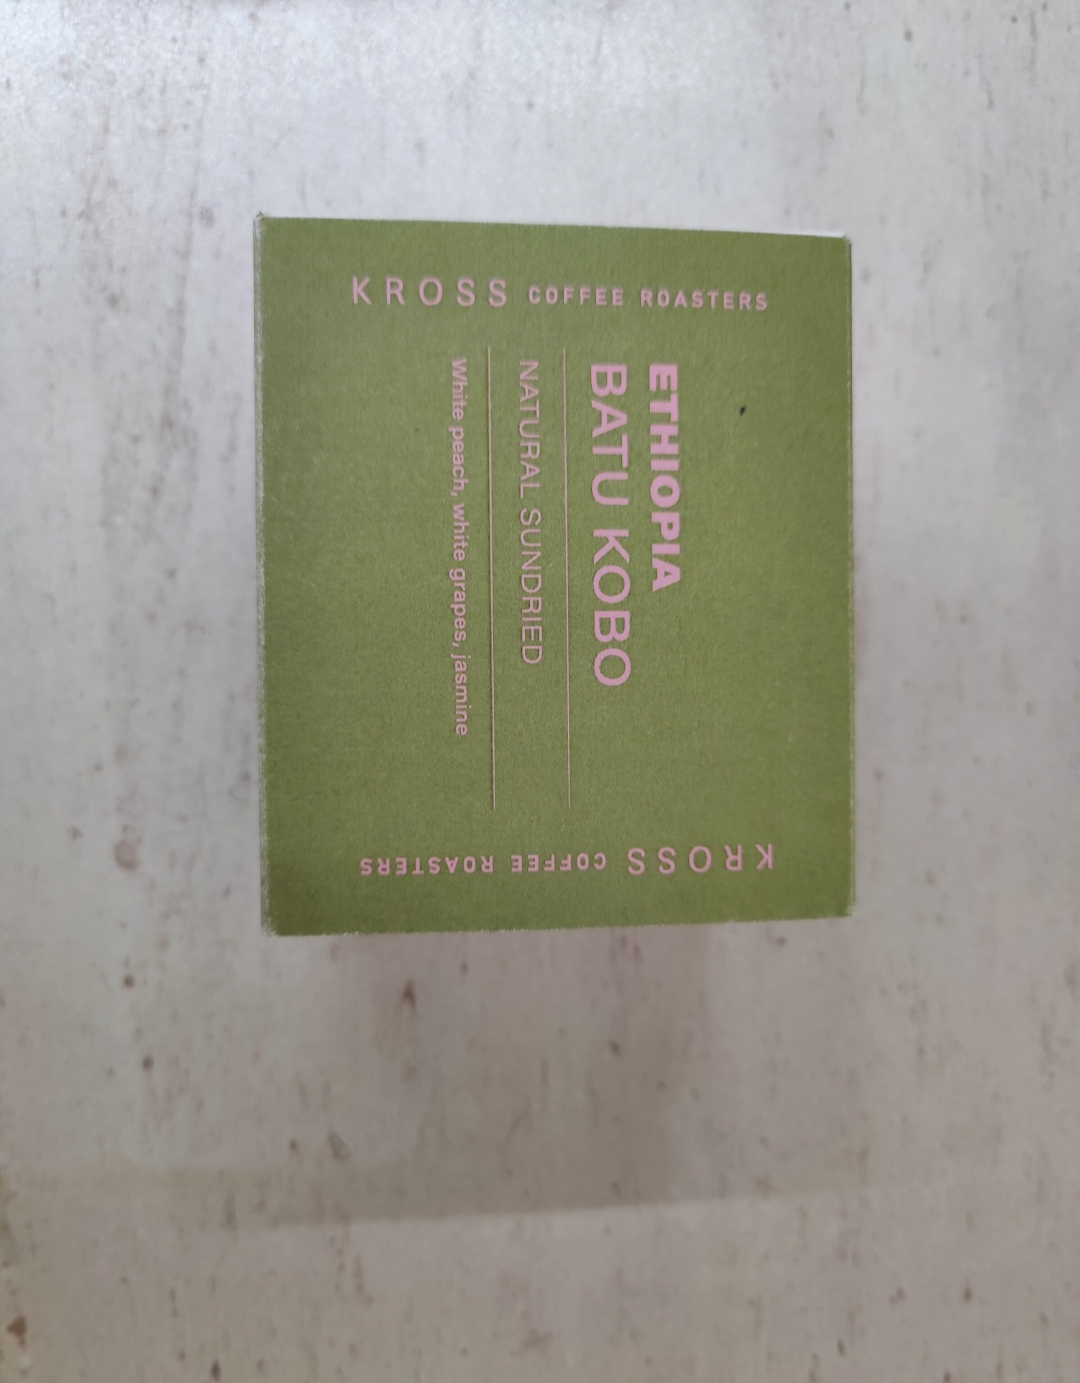 KROSS COFFEE ROASTERS
ETHIOPIA
BATU KOBO
NATURAL SUNDRIED
White peach, white grapes, jasmine
KROSS COFFEE ROASTERS